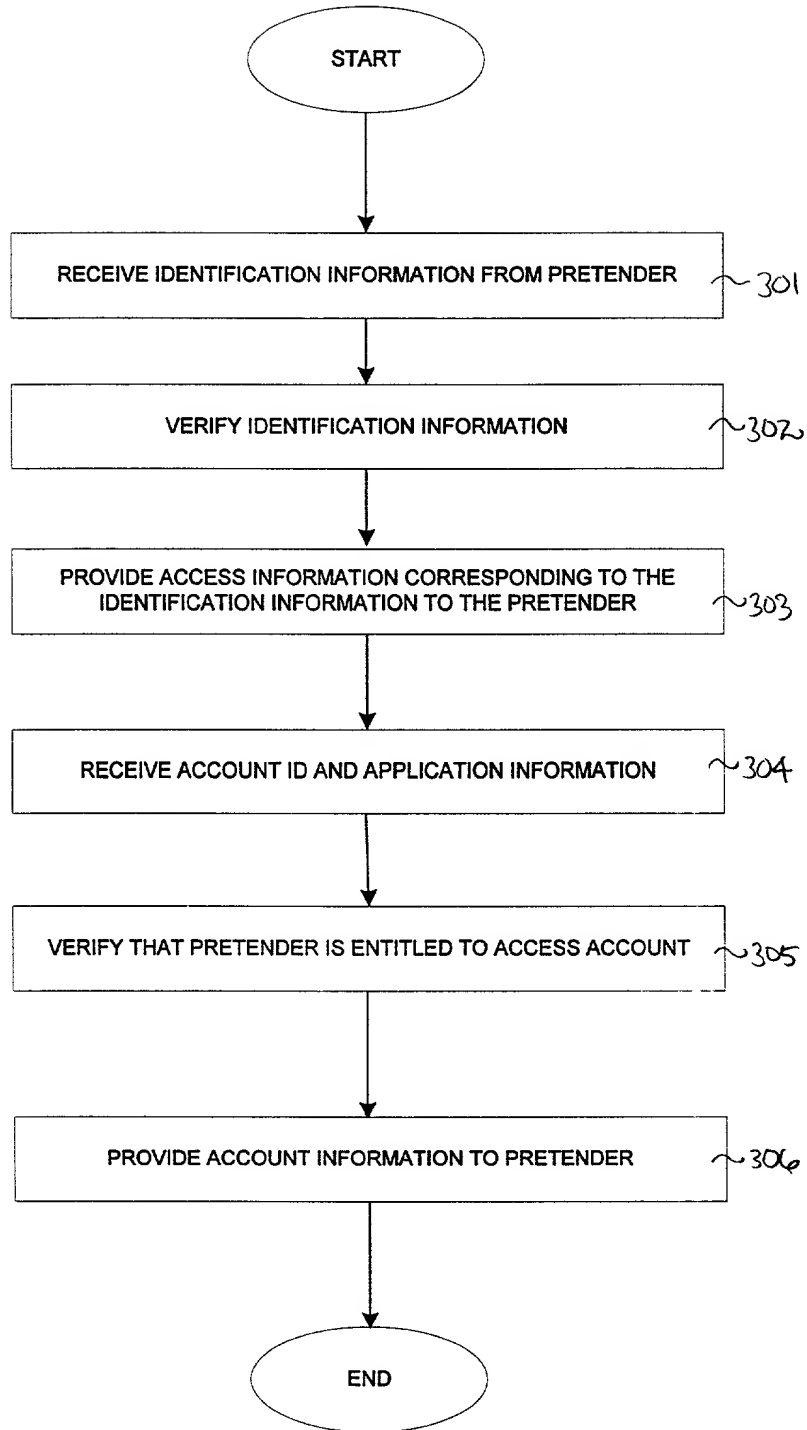 START
RECEIVE IDENTIFICATION INFORMATION FROM PRETENDER
301
VERIFY IDENTIFICATION INFORMATION
302
PROVIDE ACCESS INFORMATION CORRESPONDING TO THE
IDENTIFICATION INFORMATION TO THE PRETENDER
303
RECEIVE ACCOUNT ID AND APPLICATION INFORMATION
304
VERIFY THAT PRETENDER IS ENTITLED TO ACCESS ACCOUNT
305
PROVIDE ACCOUNT INFORMATION TO PRETENDER
306
END